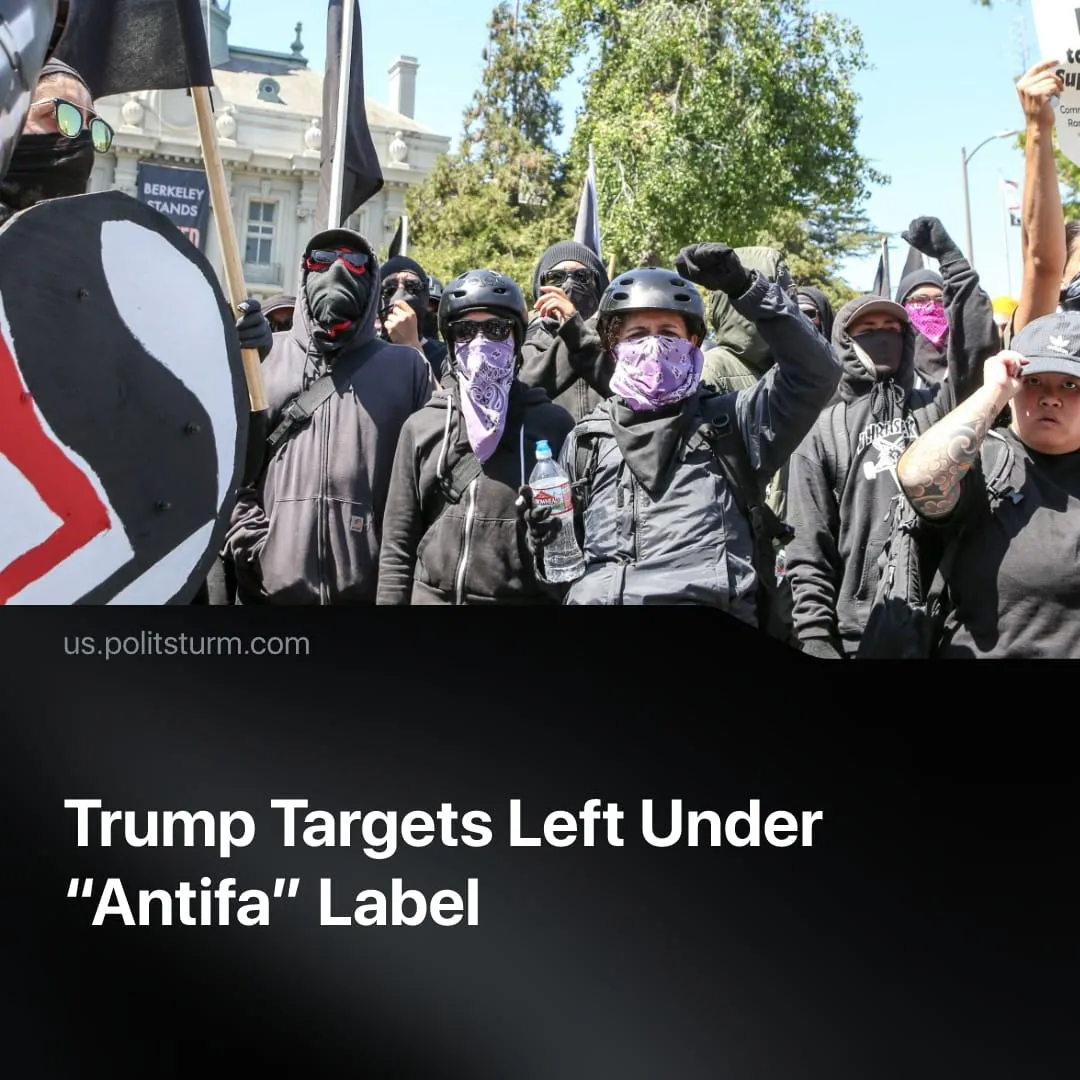 BERKELEY
STANDS
us.politsturm.com
Trump Targets Left Under
“Antifa” Label